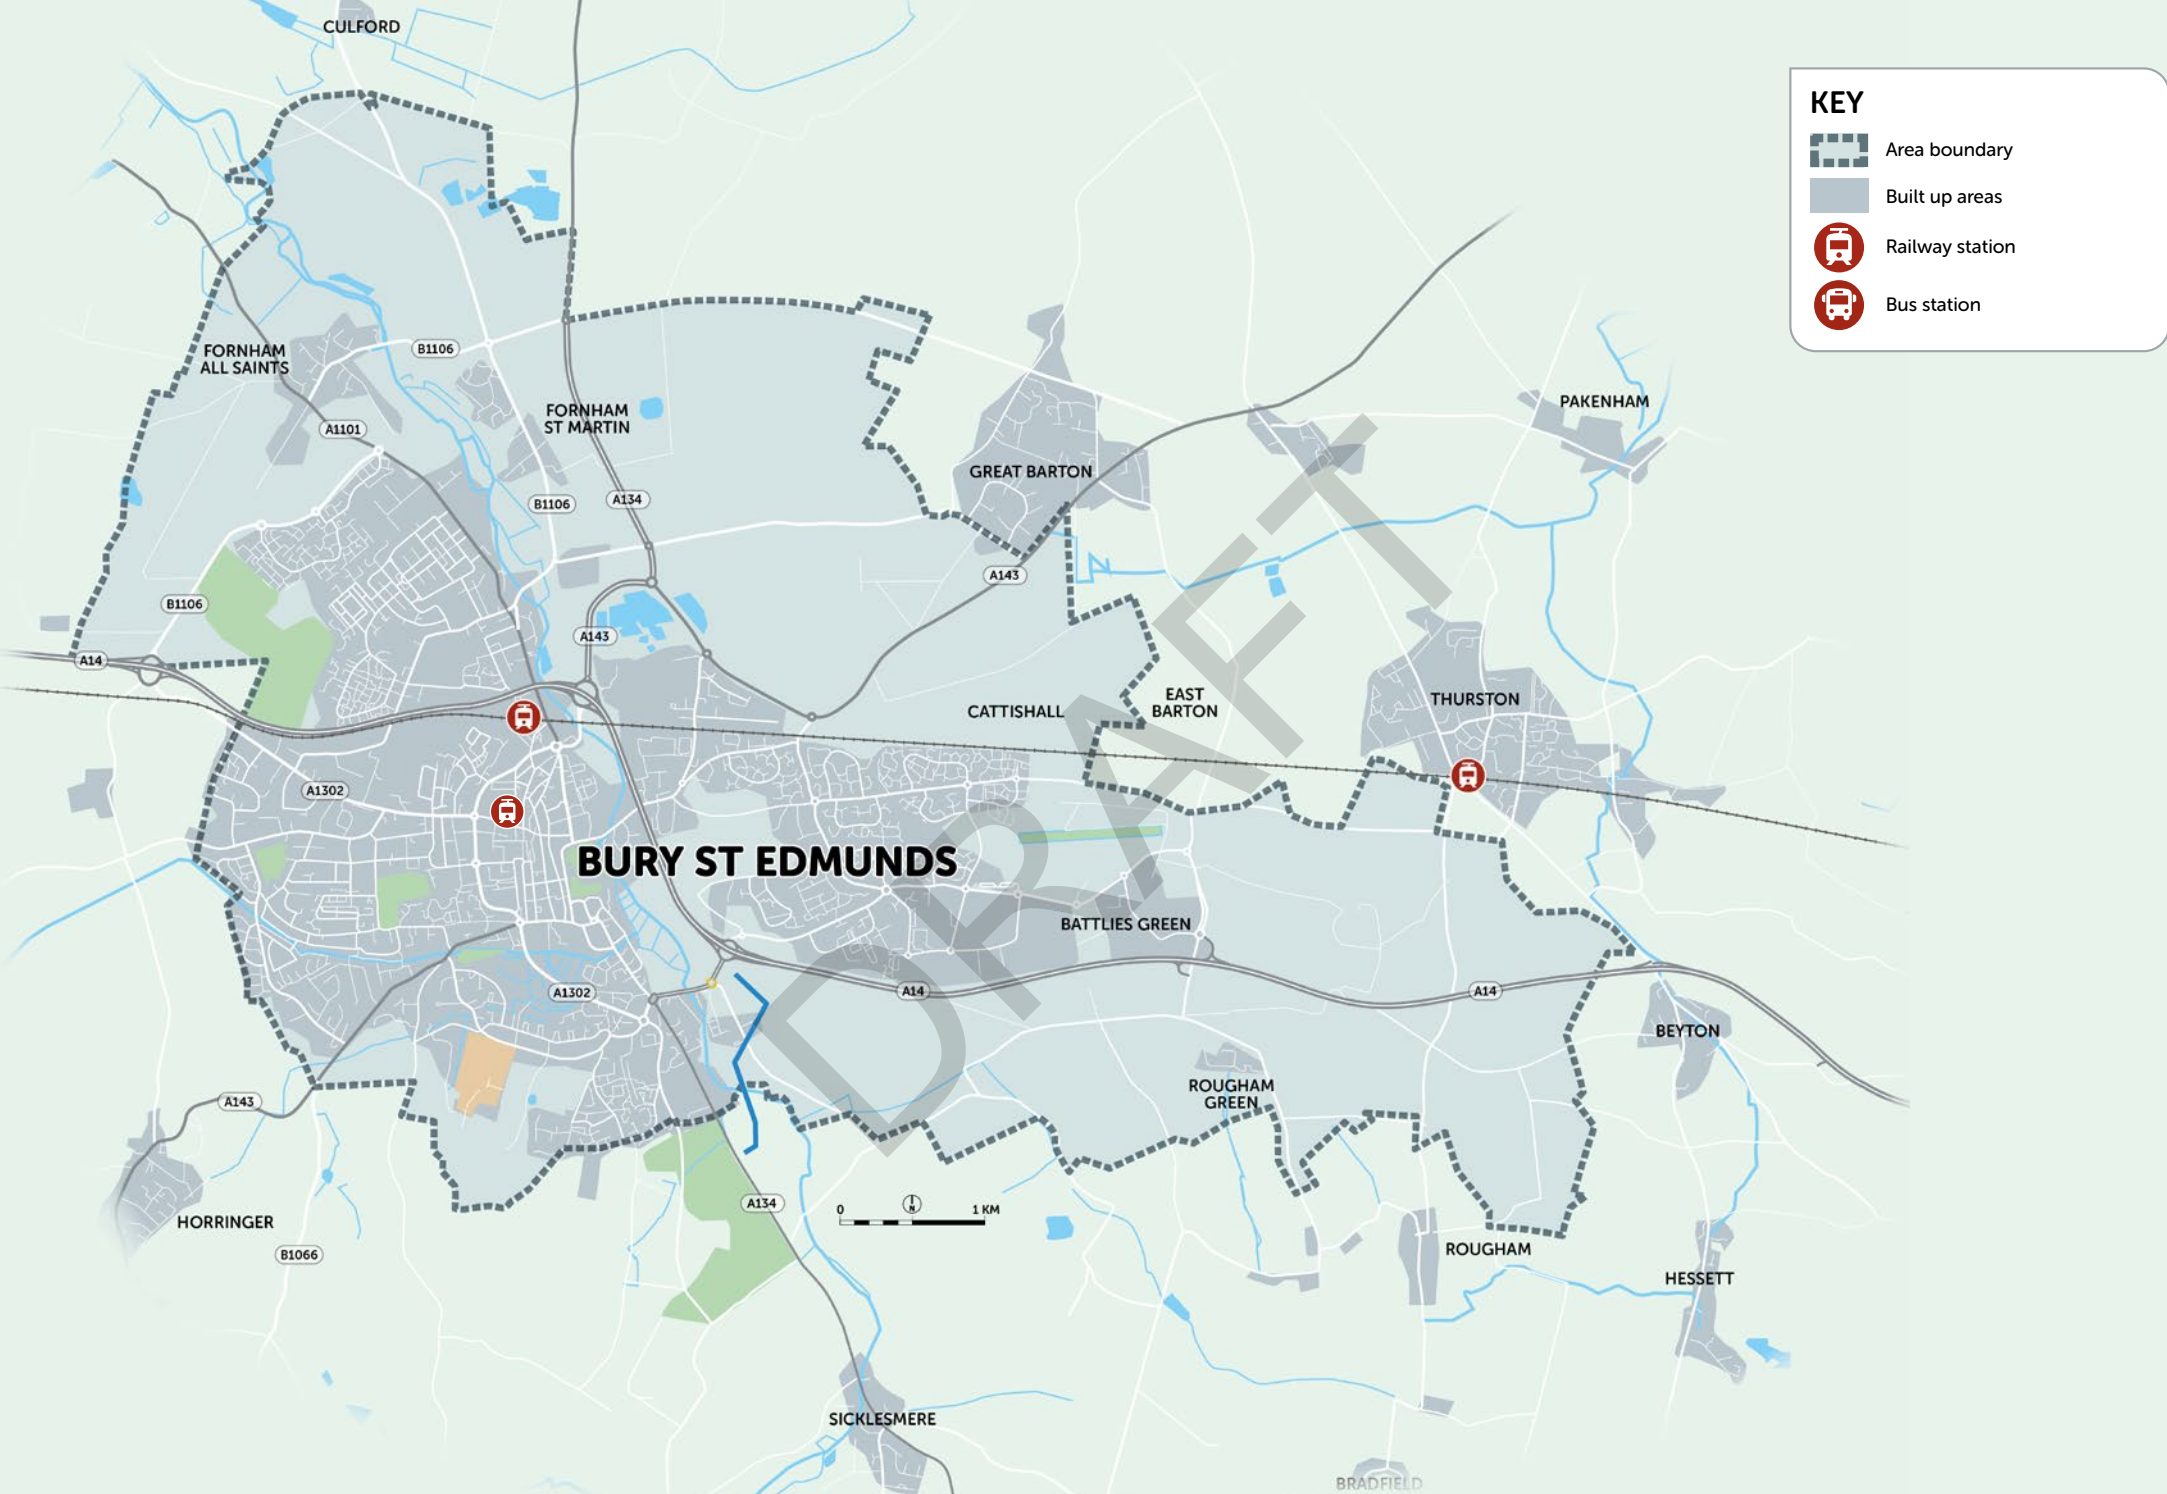 CULFORD
KEY
Area boundary
Built up areas
Railway station
Bus station
FORNHAM
ALL SAINTS
B1106
FORNHAM
ST MARTIN
PAKENHAM
A1101
GREAT BARTON
B1106
A134
A143
B1106
A143
A14
EAST
BARTON
CATTISHALL
THURSTON
A1302
BURY ST EDMUNDS
BATTLIES GREEN
A1302
A14
A14
BEYTON
ROUGHAM
GREEN
A143
A134
0
N
1 KM
HORRINGER
B1066
ROUGHAM
HESSETT
SICKLESMERE
BRADFIELD
DRAFT